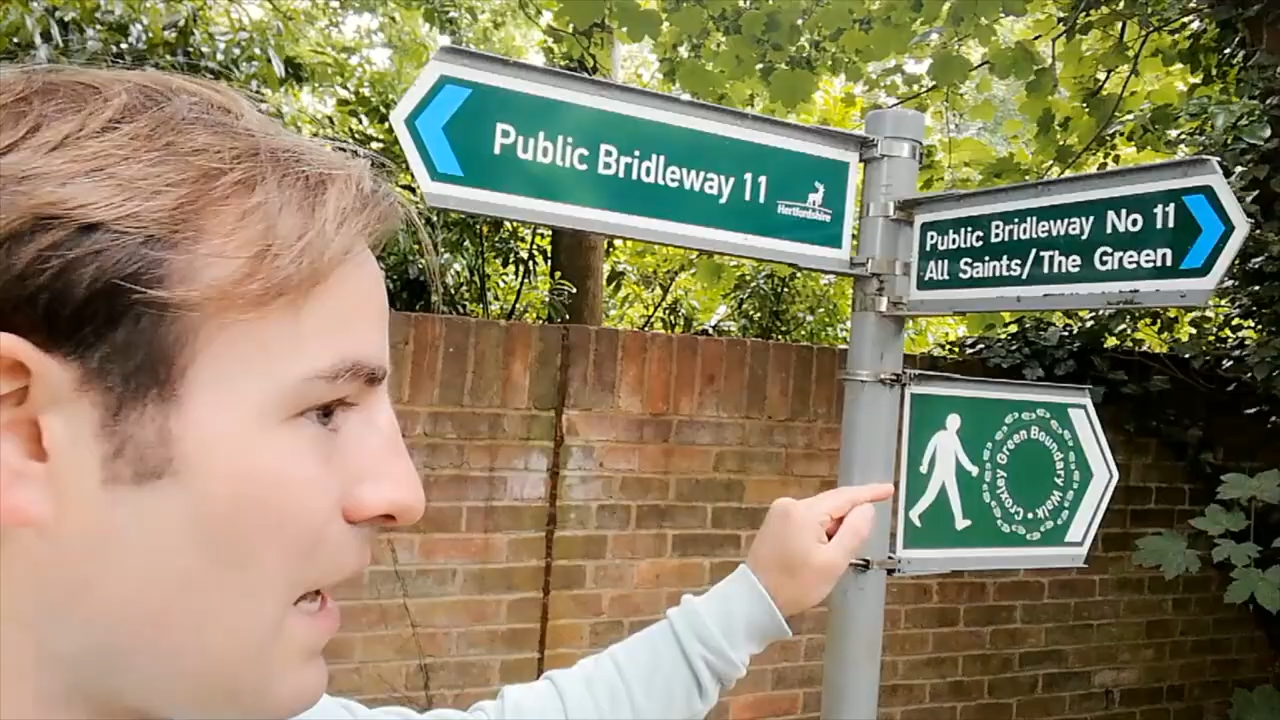 Public Bridleway 11
Hertfordshire
Public Bridleway No 11
All Saints/The Green
Croxley Green Boundary Walk •